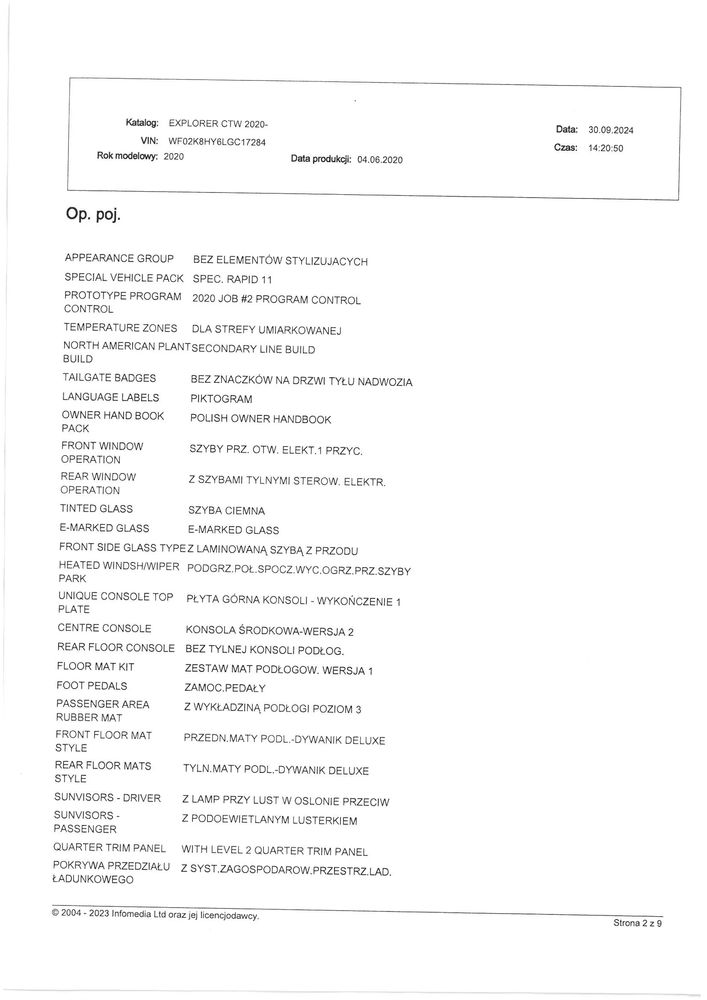 Katalog: EXPLORER CTW 2020-
VIN: WF02K8HY6LGC17284
Rok modelowy: 2020
Data produkcji: 04.06.2020
Data: 30.09.2024
Czas: 14:20:50
Op. poj.
APPEARANCE GROUP BEZ ELEMENTÓW STYLIZUJACYCH
SPECIAL VEHICLE PACK SPEC. RAPID 11
PROTOTYPE PROGRAM 2020 JOB #2 PROGRAM CONTROL
CONTROL
TEMPERATURE ZONES DLA STREFY UMIARKOWANEJ
NORTH AMERICAN PLANT SECONDARY LINE BUILD
BUILD
TAILGATE BADGES BEZ ZNACZKÓW NA DRZWI TYŁU NADWOZIA
LANGUAGE LABELS PIKTOGRAM
OWNER HAND BOOK POLISH OWNER HANDBOOK
PACK
FRONT WINDOW SZYBY PRZ. OTW. ELEKT.1 PRZYC.
OPERATION
REAR WINDOW Z SZYBAMI TYLNYMI STEROW. ELEKTR.
OPERATION
TINTED GLASS SZYBA CIEMNA
E-MARKED GLASS E-MARKED GLASS
FRONT SIDE GLASS TYPE Z LAMINOWANĄ SZYBĄ Z PRZODU
HEATED WINDSH/WIPER PODGRZ.POŁ.SPOCZ.WYC.OGRZ.PRZ.SZYBY
PARK
UNIQUE CONSOLE TOP PŁYTA GÓRNA KONSOLI - WYKOŃCZENIE 1
PLATE
CENTRE CONSOLE KONSOLA ŚRODKOWA-WERSJA 2
REAR FLOOR CONSOLE BEZ TYLNEJ KONSOLI PODŁOG.
FLOOR MAT KIT ZESTAW MAT PODŁOGOW. WERSJA 1
FOOT PEDALS ZAMOC.PEDAŁY
PASSENGER AREA Z WYKŁADZINĄ PODŁOGI POZIOM 3
RUBBER MAT
FRONT FLOOR MAT PRZEDN.MATY PODL.-DYWANIK DELUXE
STYLE
REAR FLOOR MATS TYLN.MATY PODL.-DYWANIK DELUXE
STYLE
SUNVISORS - DRIVER Z LAMP PRZY LUST W OSLONIE PRZECIW
SUNVISORS - Z PODOEWIETLANYM LUSTERKIEM
PASSENGER
QUARTER TRIM PANEL WITH LEVEL 2 QUARTER TRIM PANEL
POKRYWA PRZEDZIAŁU Z SYST.ZAGOSPODAROW.PRZESTRZ.LAD.
ŁADUNKOWEGO
© 2004 - 2023 Infomedia Ltd oraz jej licencjodawcy.
Strona 2 z 9